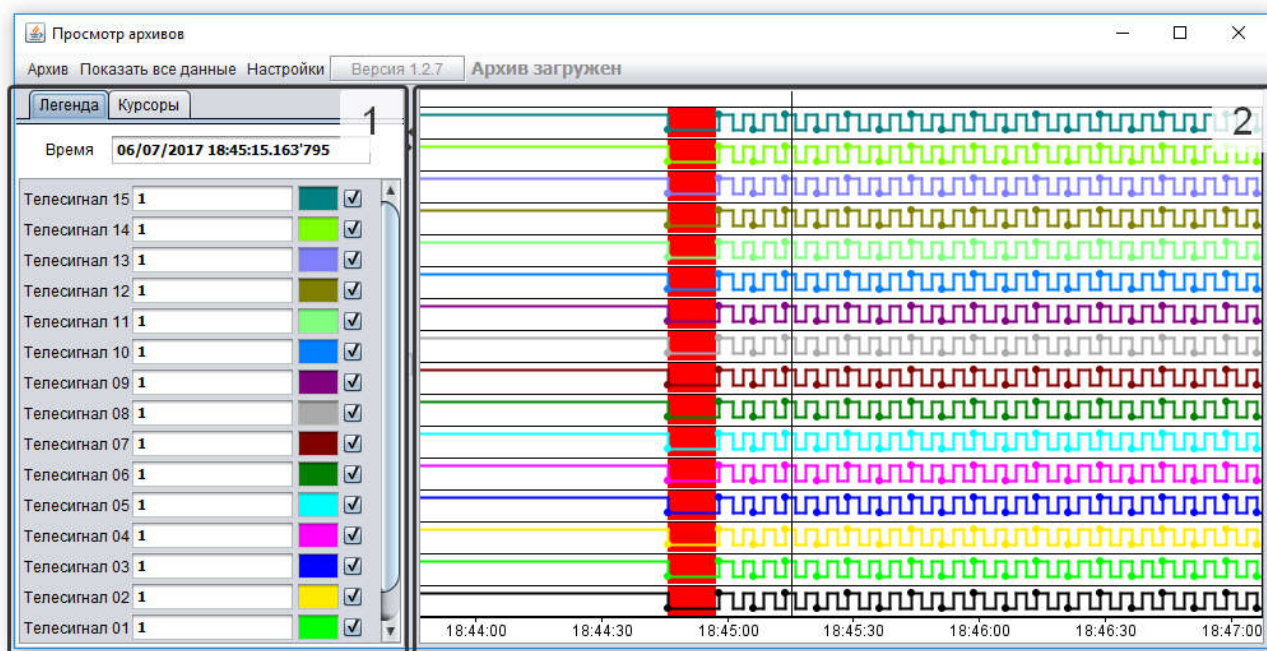 Просмотр архивов
Архив Показать все данные Настройки Версия 1.2.7 Архив загружен
Легенда Курсоры 1 2
Время 06/07/2017 18:45:15.163'795
Телесигнал 15 1
Телесигнал 14 1
Телесигнал 13 1
Телесигнал 12 1
Телесигнал 11 1
Телесигнал 10 1
Телесигнал 09 1
Телесигнал 08 1
Телесигнал 07 1
Телесигнал 06 1
Телесигнал 05 1
Телесигнал 04 1
Телесигнал 03 1
Телесигнал 02 1
Телесигнал 01 1
18:44:00 18:44:30 18:45:00 18:45:30 18:46:00 18:46:30 18:47:00